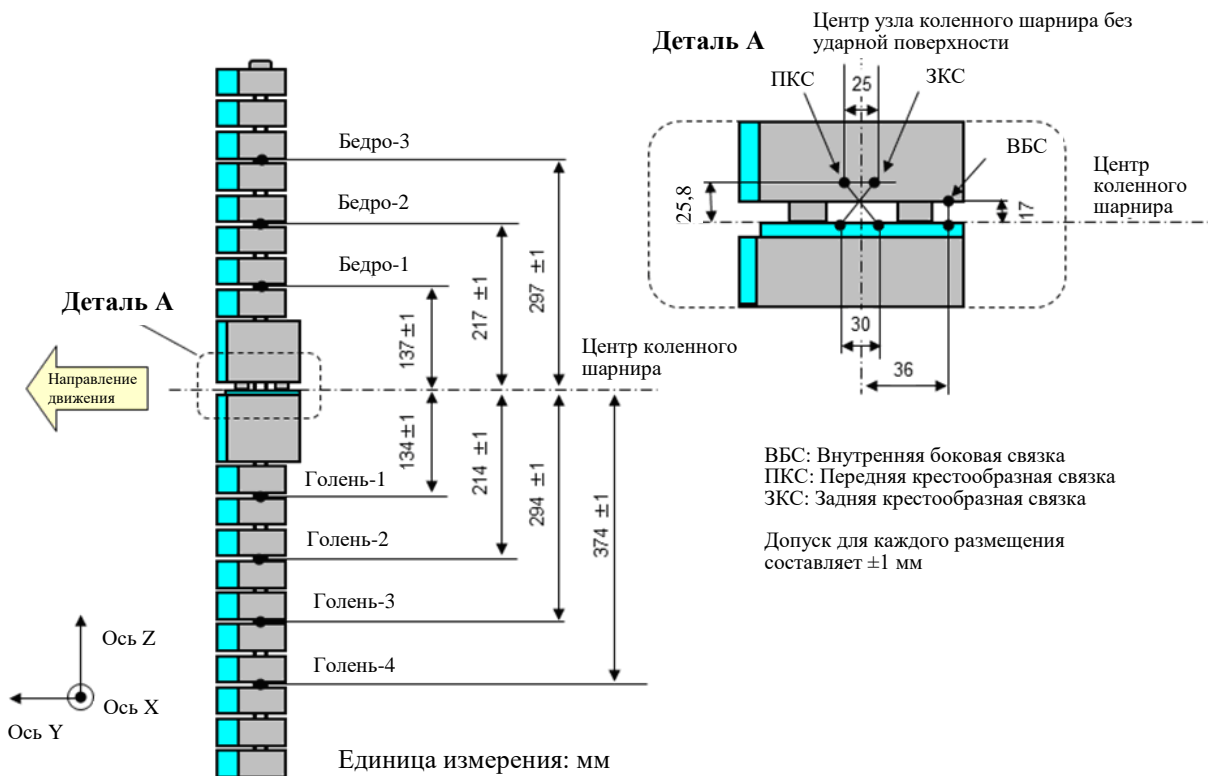 Деталь А
Центр узла коленного шарнира без
ударной поверхности
ПКС
ЗКС
25
ВБС
Центр
коленного
шарнира
25,8
17
30
36
Бедро-3
Бедро-2
Бедро-1
Деталь А
137 ±1
217 ±1
297 ±1
Центр коленного
шарнира
Направление
движения
134 ±1
214 ±1
294 ±1
374 ±1
Голень-1
Голень-2
Голень-3
Голень-4
ВБС: Внутренняя боковая связка
ПКС: Передняя крестообразная связка
ЗКС: Задняя крестообразная связка
Допуск для каждого размещения
составляет ±1 мм
Ось Z
Ось X
Ось Y
Единица измерения: мм